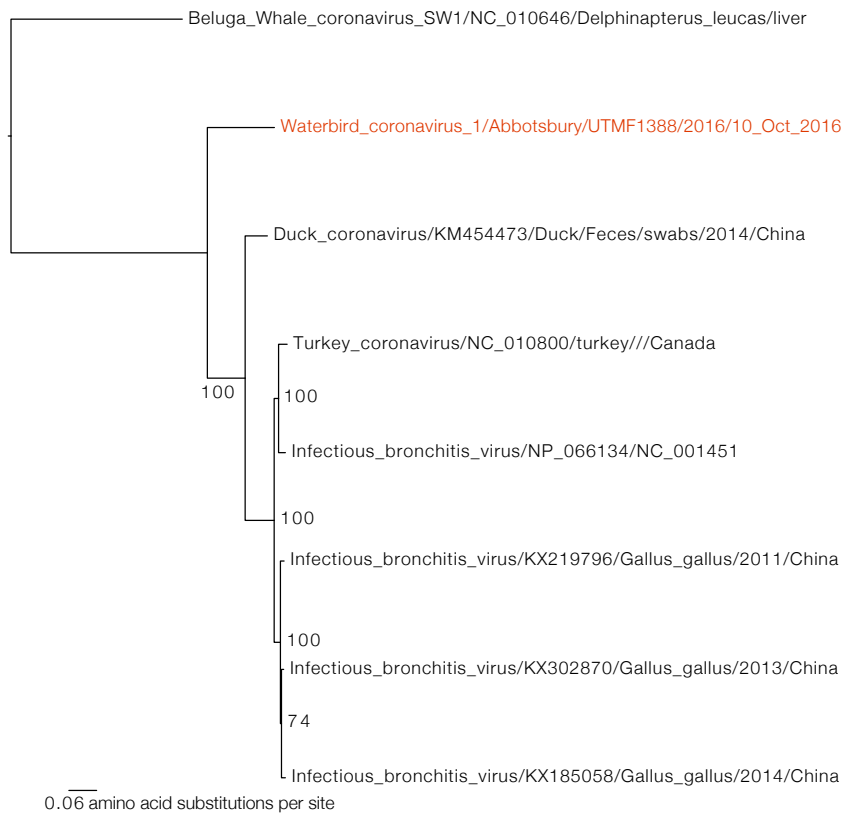 Beluga_Whale_coronavirus_SW1/NC_010646/Delphinapterus_leucas/liver
Waterbird_coronavirus_1/Abbotsbury/UTMF1388/2016/10_Oct_2016
Duck_coronavirus/KM454473/Duck/Feces/swabs/2014/China
Turkey_coronavirus/NC_010800/turkey///Canada
100
100
Infectious_bronchitis_virus/NP_066134/NC_001451
100
Infectious_bronchitis_virus/KX219796/Gallus_gallus/2011/China
100
Infectious_bronchitis_virus/KX302870/Gallus_gallus/2013/China
74
Infectious_bronchitis_virus/KX185058/Gallus_gallus/2014/China
0.06 amino acid substitutions per site